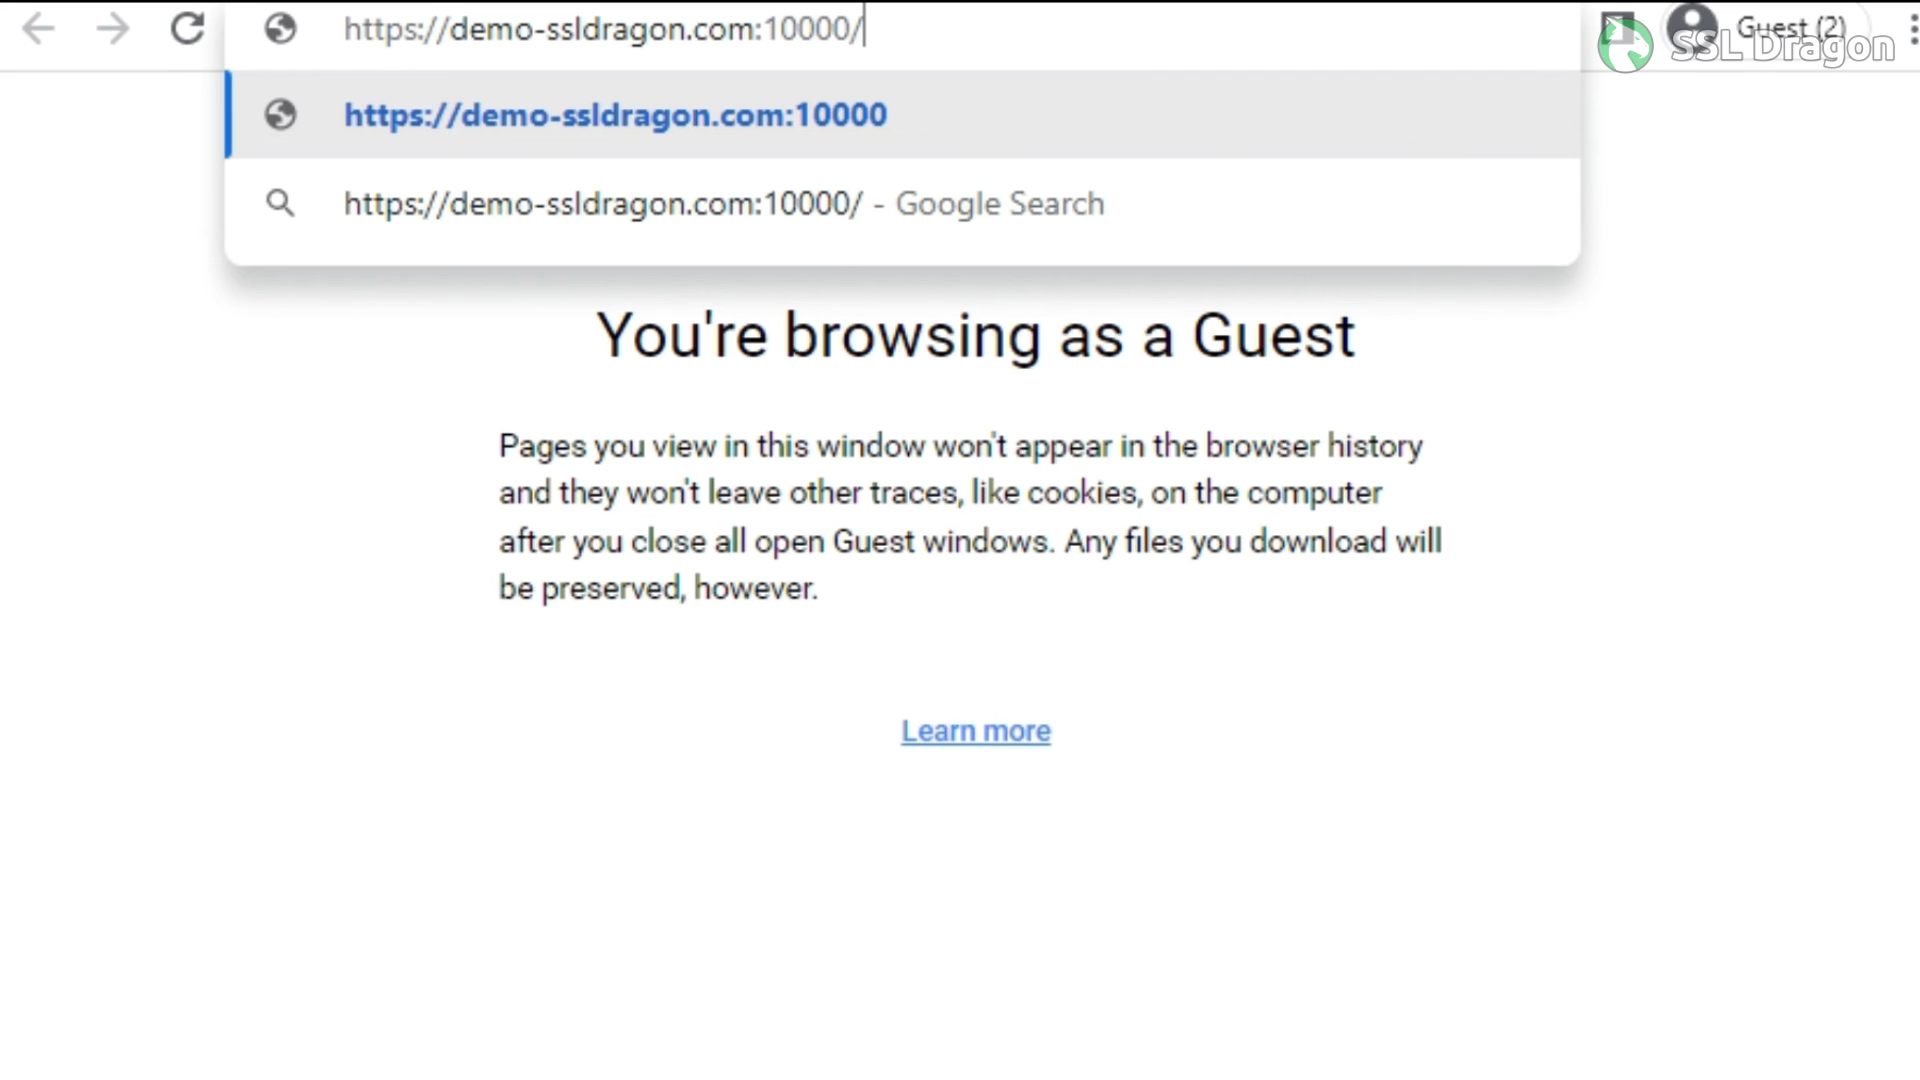 https://demo-ssldragon.com:10000/
Guest (2)
SSL Dragon
https://demo-ssldragon.com:10000
https://demo-ssldragon.com:10000/ - Google Search
You're browsing as a Guest
Pages you view in this window won't appear in the browser history
and they won't leave other traces, like cookies, on the computer
after you close all open Guest windows. Any files you download will
be preserved, however.
Learn more